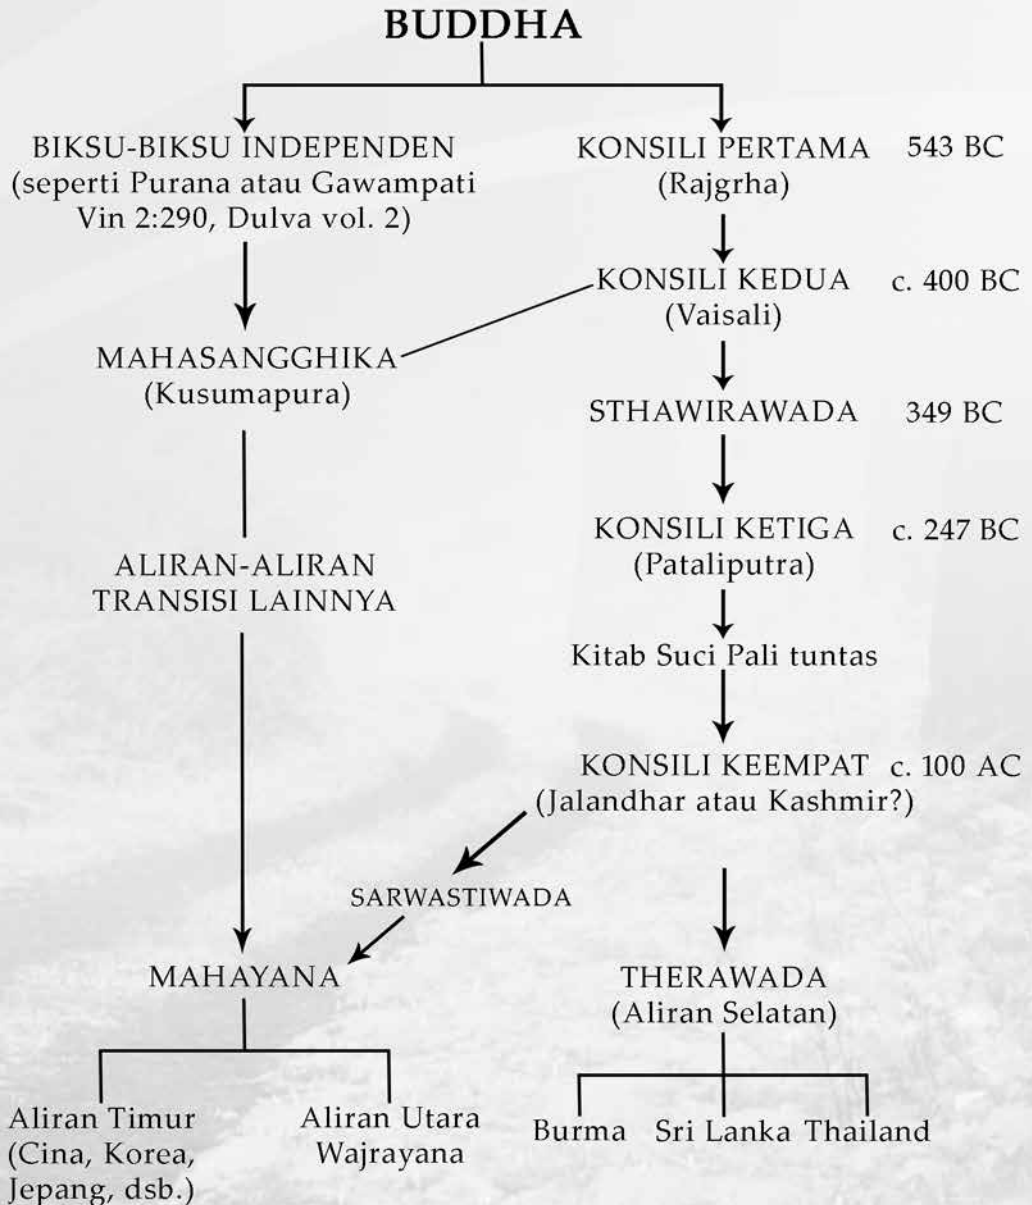 BUDDHA
BIKSU-BIKSU INDEPENDEN
(seperti Purana atau Gawampati
Vin 2:290, Dulva vol. 2)
KONSILI PERTAMA 543 BC
(Rajgrha)
KONSILI KEDUA c. 400 BC
(Vaisali)
MAHASANGGHIKA
(Kusumapura)
STHAWIRAWADA 349 BC
KONSILI KETIGA c. 247 BC
(Pataliputra)
ALIRAN-ALIRAN
TRANSISI LAINNYA
Kitab Suci Pali tuntas
KONSILI KEEMPAT c. 100 AC
(Jalandhar atau Kashmir?)
SARWASTIWADA
MAHAYANA
THERAWADA
(Aliran Selatan)
Aliran Timur
(Cina, Korea,
Jepang, dsb.)
Aliran Utara
Wajrayana
Burma Sri Lanka Thailand